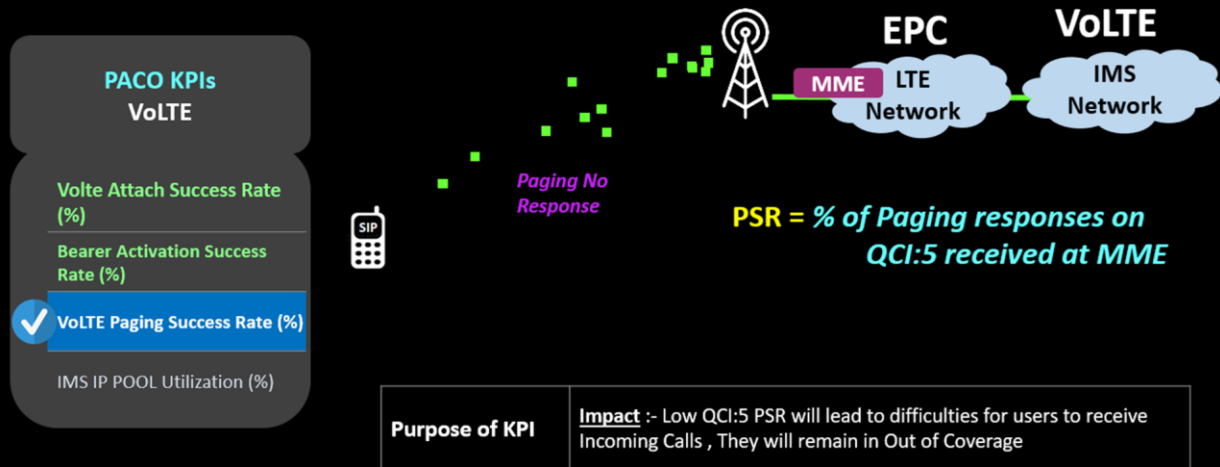 PACO KPIs
VoLTE
Volte Attach Success Rate
(%)
Bearer Activation Success
Rate (%)
VoLTE Paging Success Rate (%)
IMS IP POOL Utilization (%)
SIP
Paging No
Response
EPC
VoLTE
MME
LTE
Network
IMS
Network
PSR = % of Paging responses on
QCI:5 received at MME
Purpose of KPI
Impact :- Low QCI:5 PSR will lead to difficulties for users to receive
Incoming Calls , They will remain in Out of Coverage